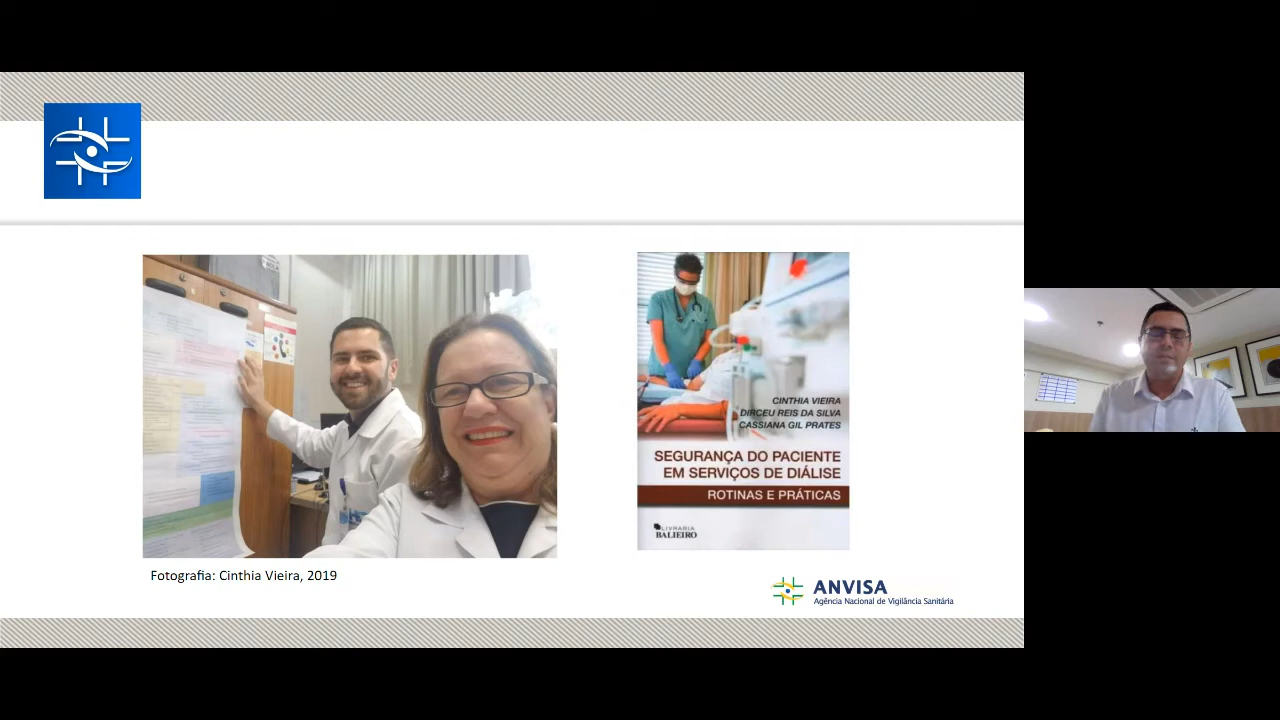 CINTHIA VIEIRA
DIRCEU REIS DA SILVA
CASSIANA GIL PRATES
SEGURANÇA DO PACIENTE
EM SERVIÇOS DE DIÁLISE
ROTINAS E PRÁTICAS
LIVRARIA
BALIEIRO
Fotografia: Cinthia Vieira, 2019
ANVISA
Agência Nacional de Vigilância Sanitária